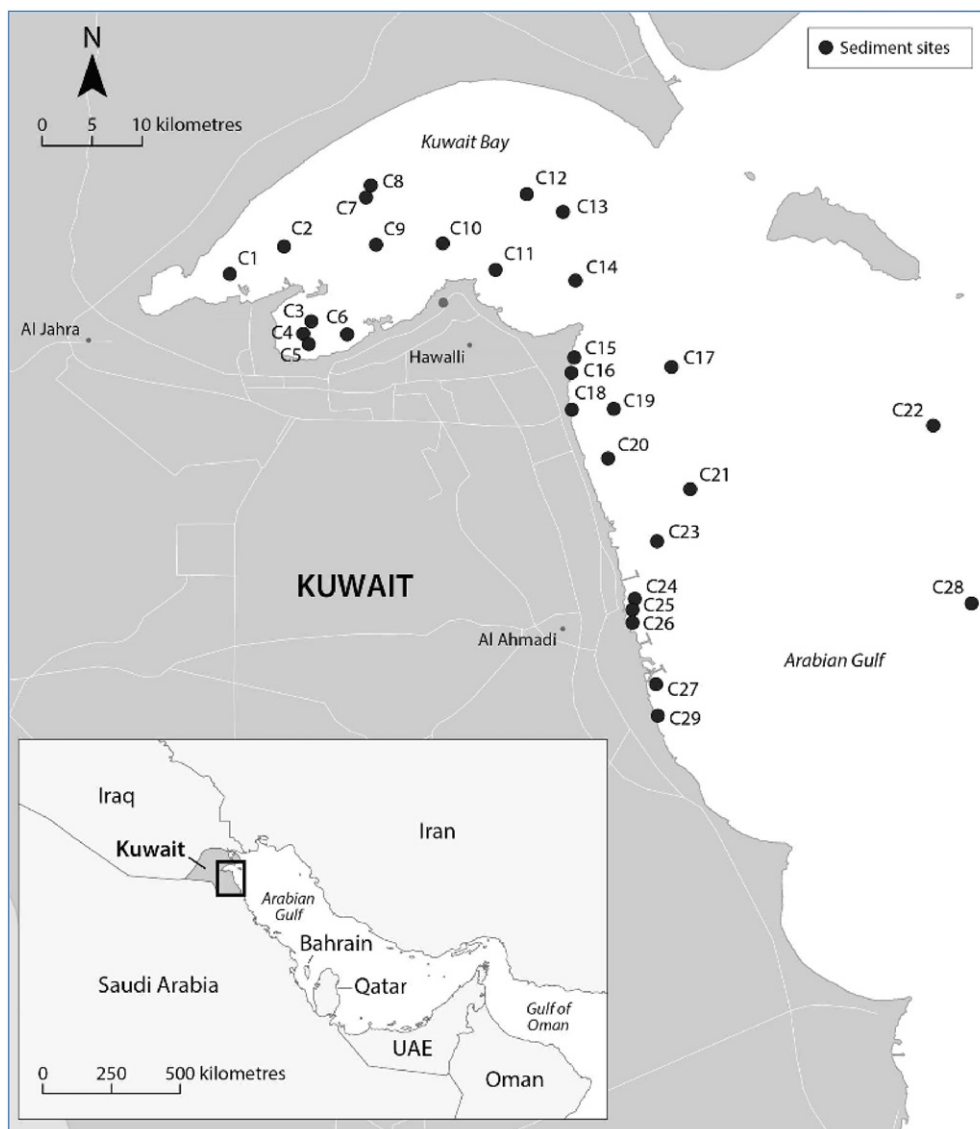 N
Sediment sites
0 5 10 kilometres
Kuwait Bay
C8
C7
C12
C13
C2
C9
C10
C11
C1
C14
C3
C6
C4
C5
Al Jahra
Hawalli
C15
C16
C17
C18
C19
C22
C20
C21
C23
KUWAIT
C24
C25
C26
C28
Al Ahmadi
Arabian Gulf
C27
C29
Iraq
Iran
Kuwait
Arabian
Gulf
Bahrain
Saudi Arabia
Qatar
Gulf of
Oman
UAE
Oman
0 250 500 kilometres